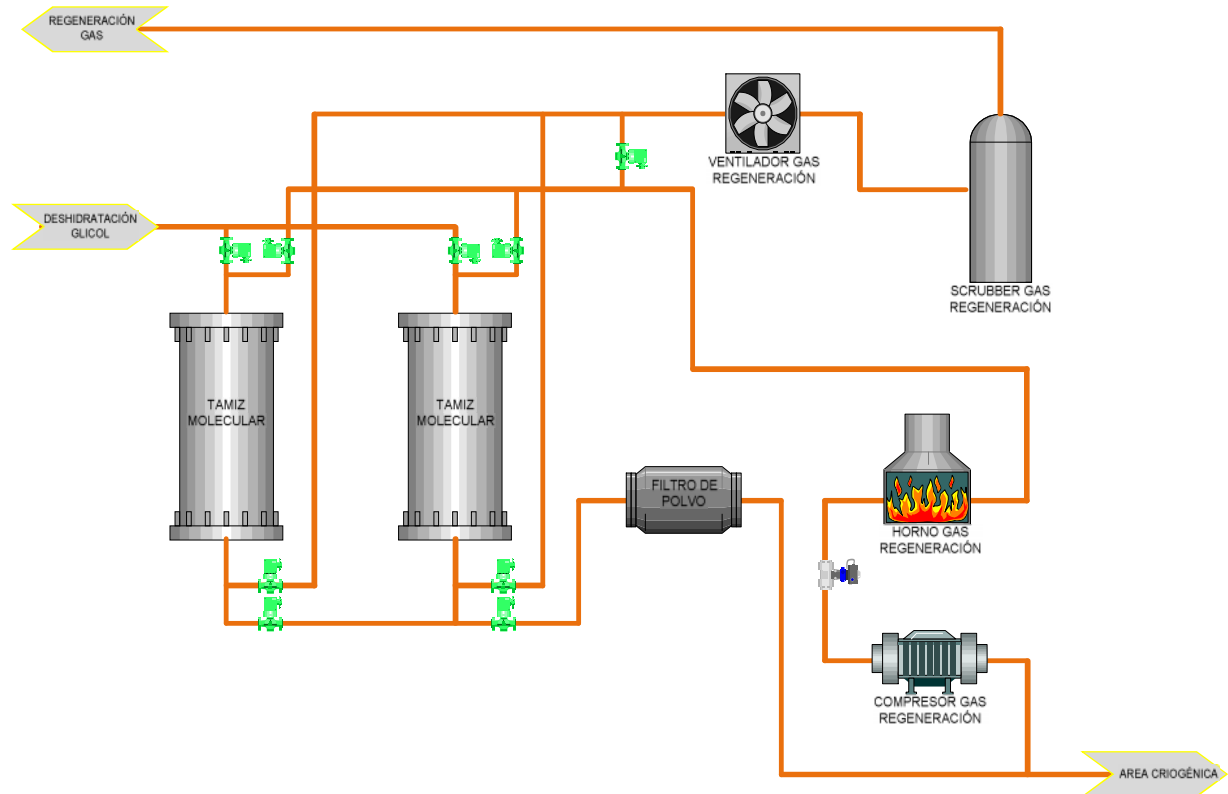 REGENERACIÓN
GAS
VENTILADOR GAS
REGENERACIÓN
DESHIDRATACIÓN
GLICOL
SCRUBBER GAS
REGENERACIÓN
TAMIZ
MOLECULAR
TAMIZ
MOLECULAR
FILTRO DE
POLVO
HORNO GAS
REGENERACIÓN
COMPRESOR GAS
REGENERACIÓN
AREA CRIOGÉNICA